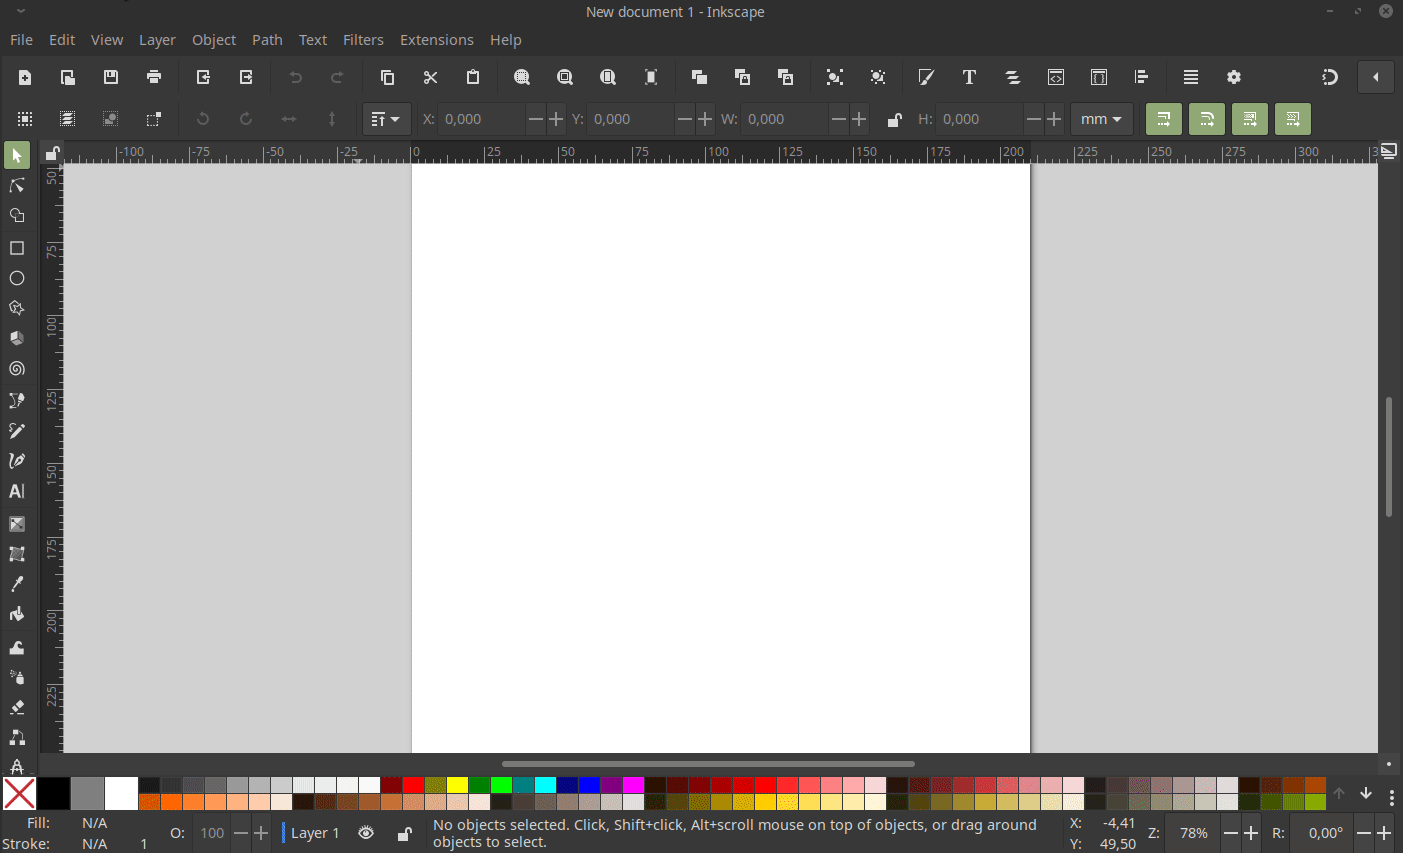 New document 1 - Inkscape
File Edit View Layer Object Path Text Filters Extensions Help
X: 0,000 Y: 0,000 W: 0,000 H: 0,000 mm
-100 -75 -50 -25 0 25 50 75 100 125 150 175 200 225 250 275 300
50
75
100
125
150
175
200
225
Fill: N/A
Stroke: N/A 1
O: 100
Layer 1
No objects selected. Click, Shift+click, Alt+scroll mouse on top of objects, or drag around
objects to select.
X: -4,41
Y: 49,50
Z: 78%
R: 0,00°